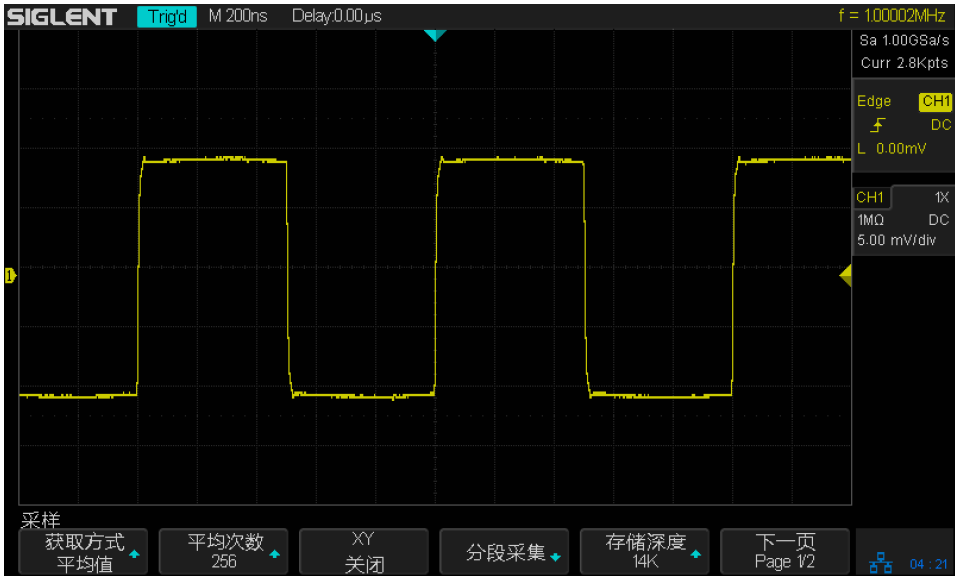 SIGLENT Trig'd M 200ns Delay:0.00µs f = 1.00002MHz
Sa 1.00GSa/s
Curr 2.8Kpts
Edge CH1
DC
L 0.00mV
CH1 1X
1MΩ DC
5.00 mV/div
1
采样
获取方式 平均次数 XY 分段采集 存储深度 下一页
平均值 256 关闭 14K Page 1/2
04:21